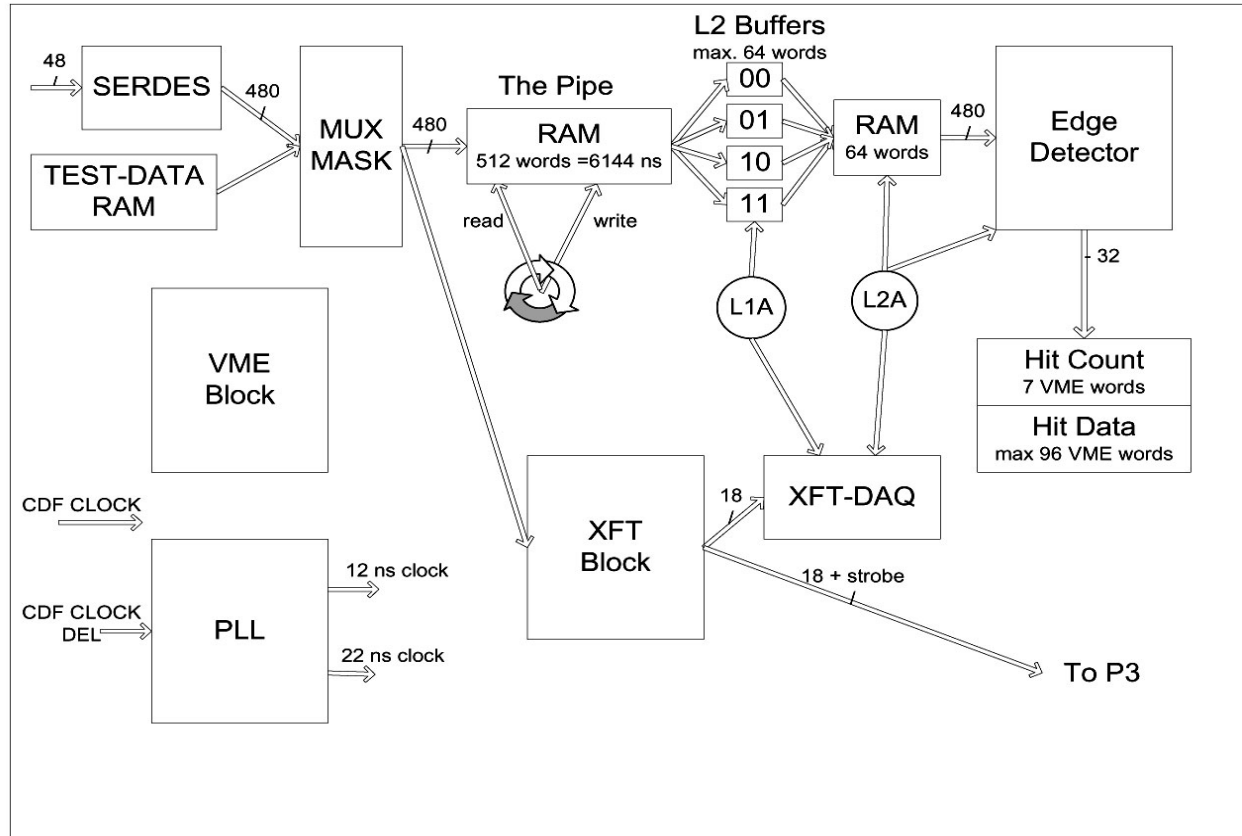 48
SERDES
480
TEST-DATA
RAM
MUX
MASK
480
The Pipe
RAM
512 words =6144 ns
read
write
L2 Buffers
max. 64 words
00
01
10
11
RAM
64 words
480
Edge
Detector
32
L1A
L2A
Hit Count
7 VME words
Hit Data
max 96 VME words
VME
Block
CDF CLOCK
CDF CLOCK
DEL
PLL
12 ns clock
22 ns clock
XFT
Block
18
XFT-DAQ
18 + strobe
To P3